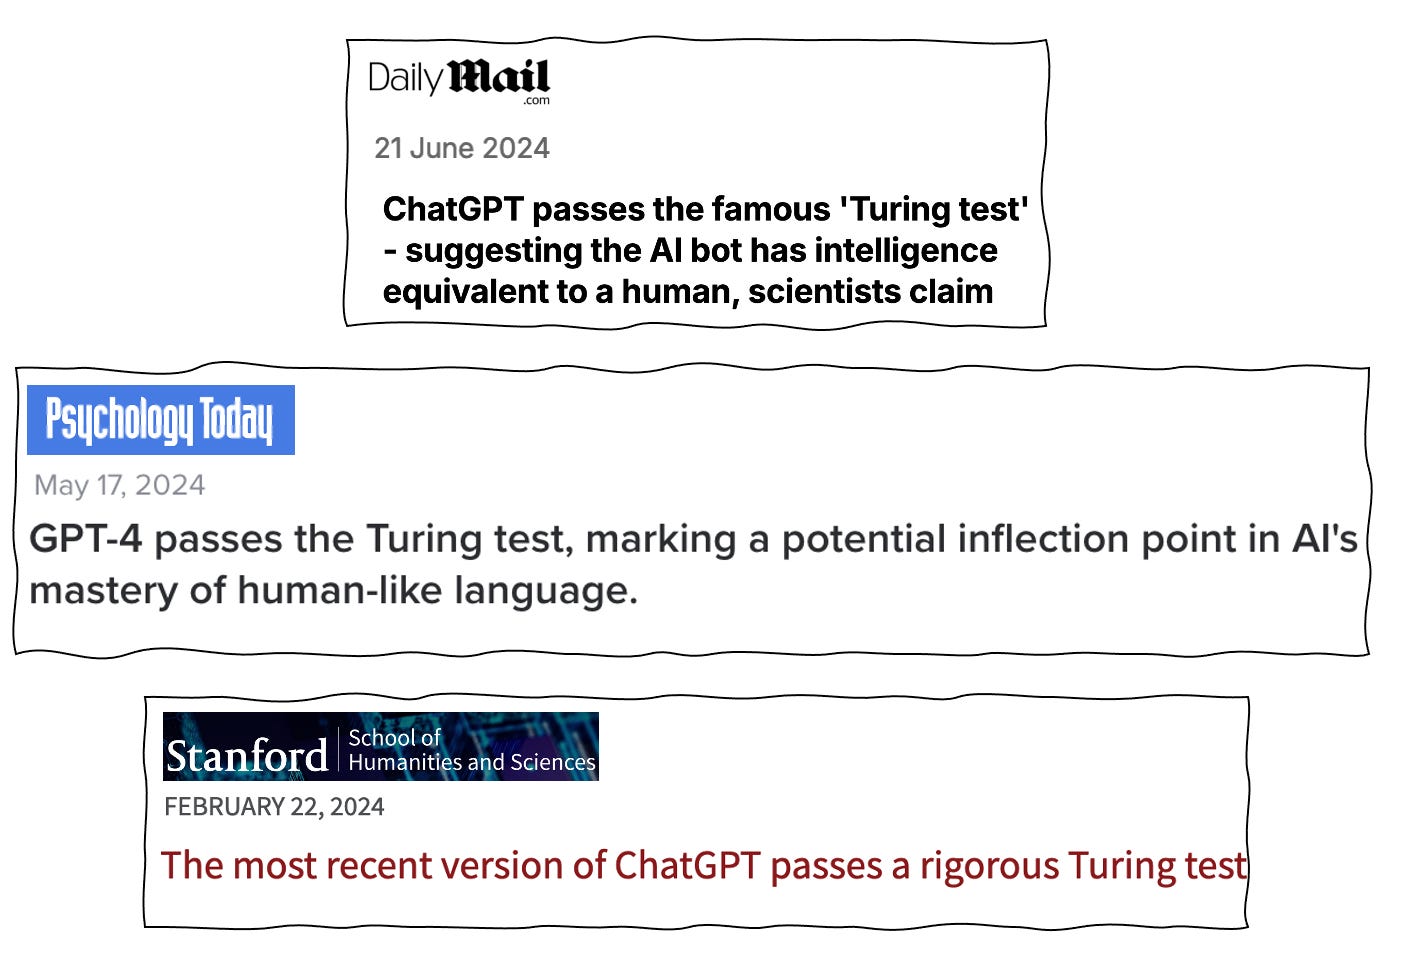 Daily Mail
.com
21 June 2024
ChatGPT passes the famous 'Turing test'
- suggesting the AI bot has intelligence
equivalent to a human, scientists claim
Psychology Today
May 17, 2024
GPT-4 passes the Turing test, marking a potential inflection point in AI's
mastery of human-like language.
Stanford
School of
Humanities and Sciences
FEBRUARY 22, 2024
The most recent version of ChatGPT passes a rigorous Turing test